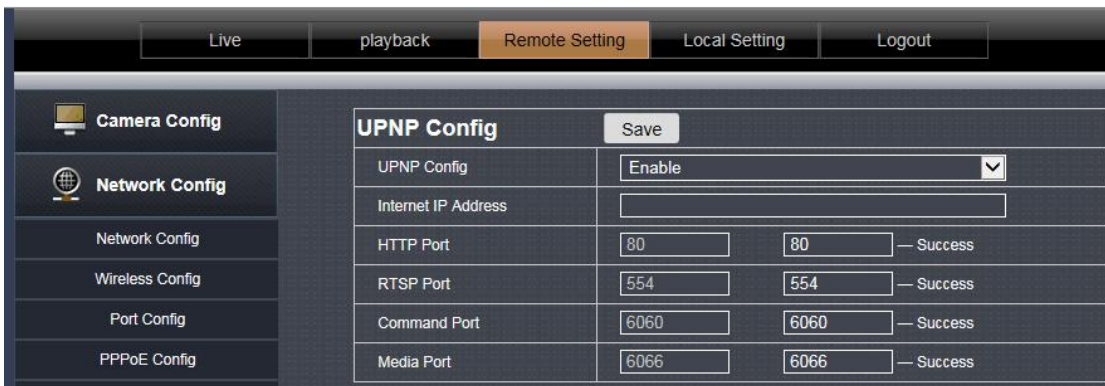 Live playback Remote Setting Local Setting Logout
Camera Config
Network Config
Network Config
Wireless Config
Port Config
PPPoE Config
UPNP Config Save
UPNP Config Enable
Internet IP Address
HTTP Port 80 80 — Success
RTSP Port 554 554 — Success
Command Port 6060 6060 — Success
Media Port 6066 6066 — Success